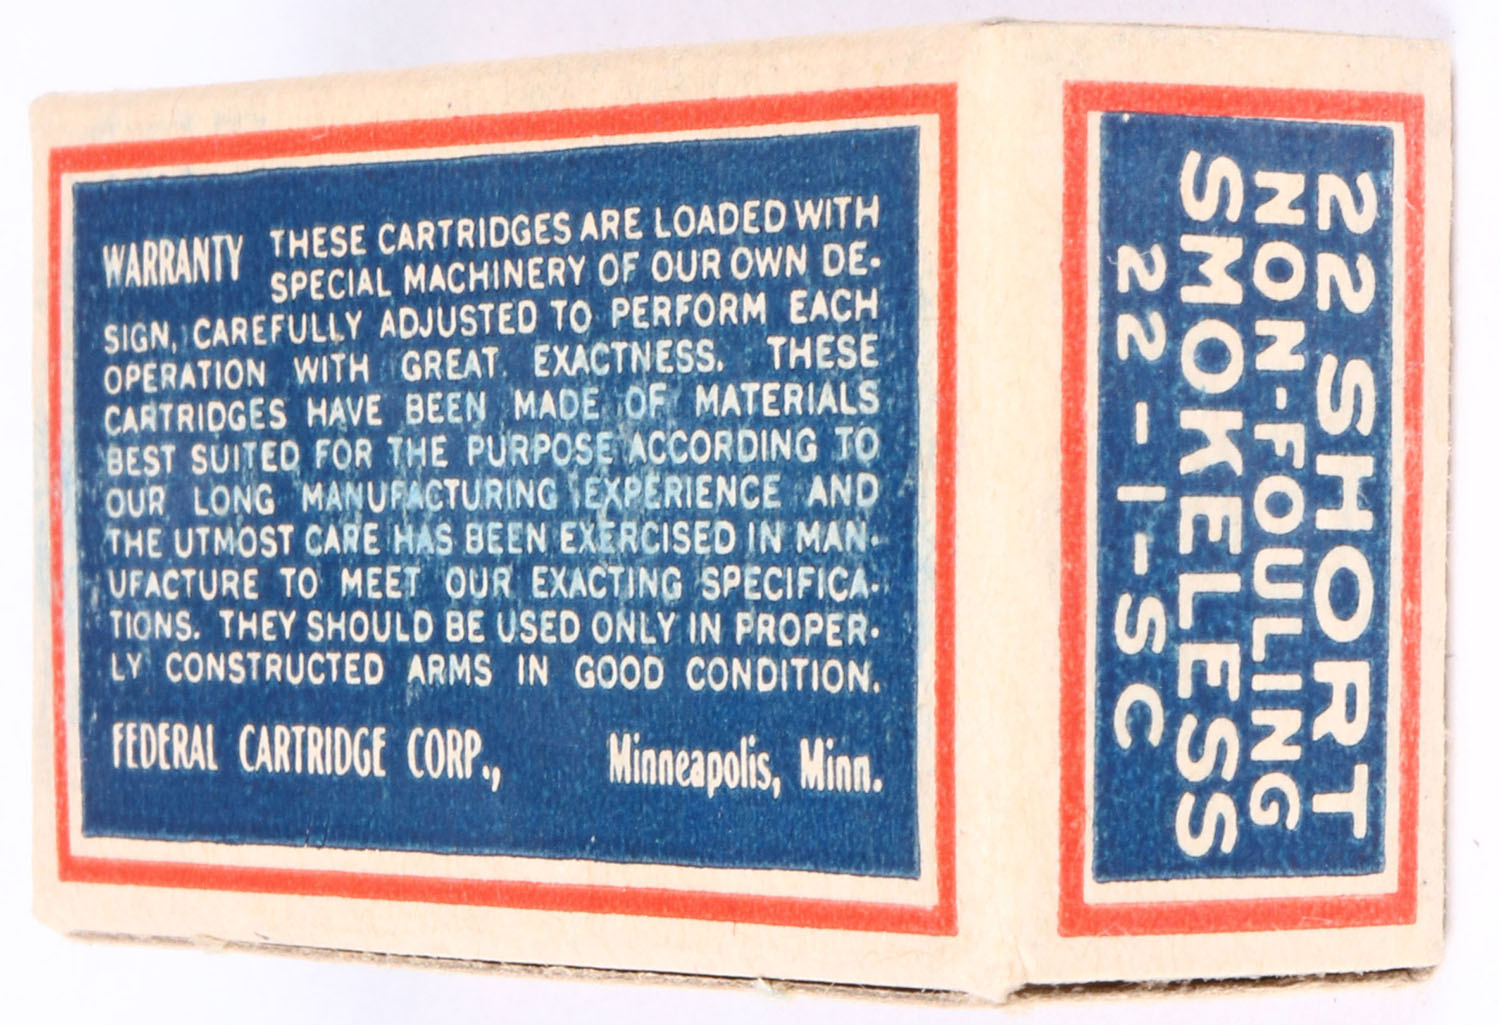 WARRANTY THESE CARTRIDGES ARE LOADED WITH
SPECIAL MACHINERY OF OUR OWN DE-
SIGN, CAREFULLY ADJUSTED TO PERFORM EACH
OPERATION WITH GREAT EXACTNESS. THESE
CARTRIDGES HAVE BEEN MADE OF MATERIALS
BEST SUITED FOR THE PURPOSE ACCORDING TO
OUR LONG MANUFACTURING EXPERIENCE AND
THE UTMOST CARE HAS BEEN EXERCISED IN MAN-
UFACTURE TO MEET OUR EXACTING SPECIFICA-
TIONS. THEY SHOULD BE USED ONLY IN PROPER-
LY CONSTRUCTED ARMS IN GOOD CONDITION.
FEDERAL CARTRIDGE CORP., Minneapolis, Minn.
22 SHORT
NON-FOULING
SMOKELESS
22-1-SC